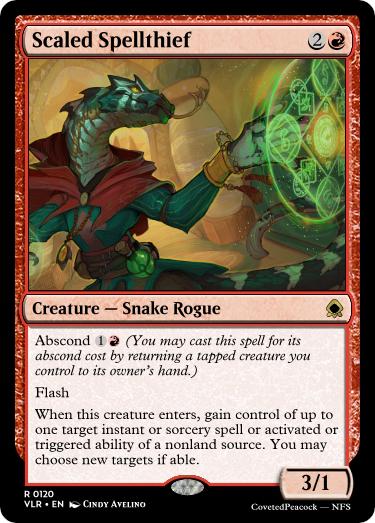 Scaled Spellthief 2
Creature — Snake Rogue
Abscond 1 (You may cast this spell for its
abscond cost by returning a tapped creature you
control to its owner's hand.)
Flash
When this creature enters, gain control of up to
one target instant or sorcery spell or activated or
triggered ability of a nonland source. You may
choose new targets if able.
3/1
R 0120
VLR • EN Cindy Avelino
CovetedPeacock — NFS